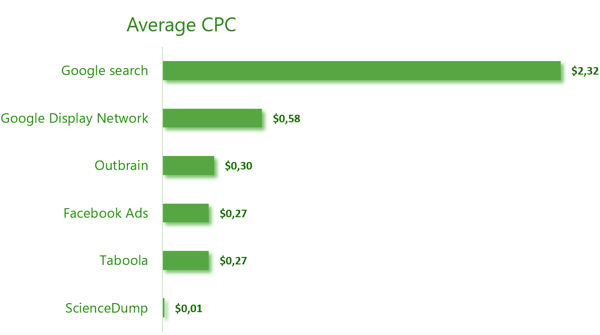 Average CPC
Google search $2,32
Google Display Network $0,58
Outbrain $0,30
Facebook Ads $0,27
Taboola $0,27
ScienceDump $0,01